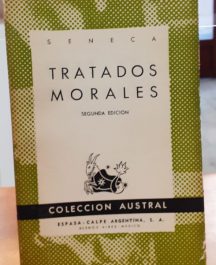 SENECA
TRATADOS
MORALES
SEGUNDA EDICION
COLECCION AUSTRAL
ESPASA-CALPE ARGENTINA, S. A.
BUENOS AIRES MEXICO